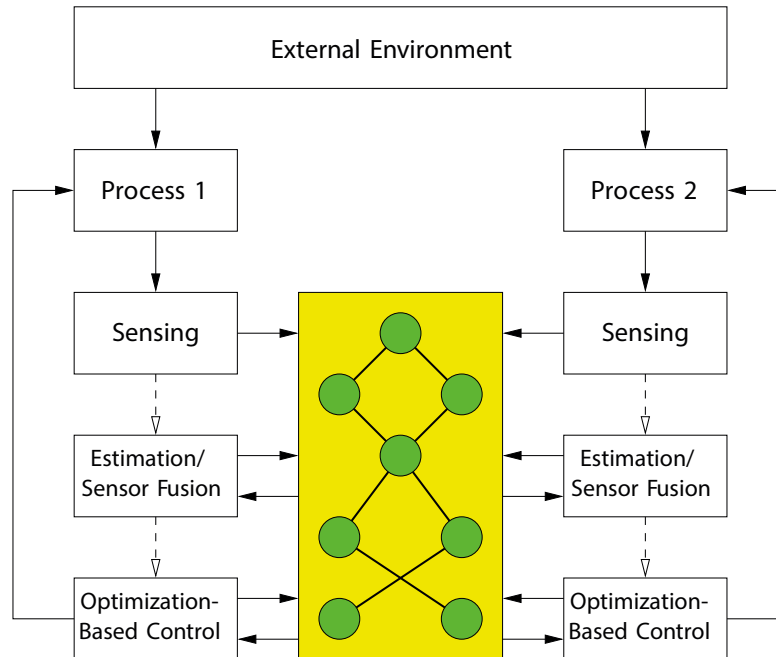 External Environment
Process 1
Process 2
Sensing
Sensing
Estimation/
Sensor Fusion
Estimation/
Sensor Fusion
Optimization-
Based Control
Optimization-
Based Control